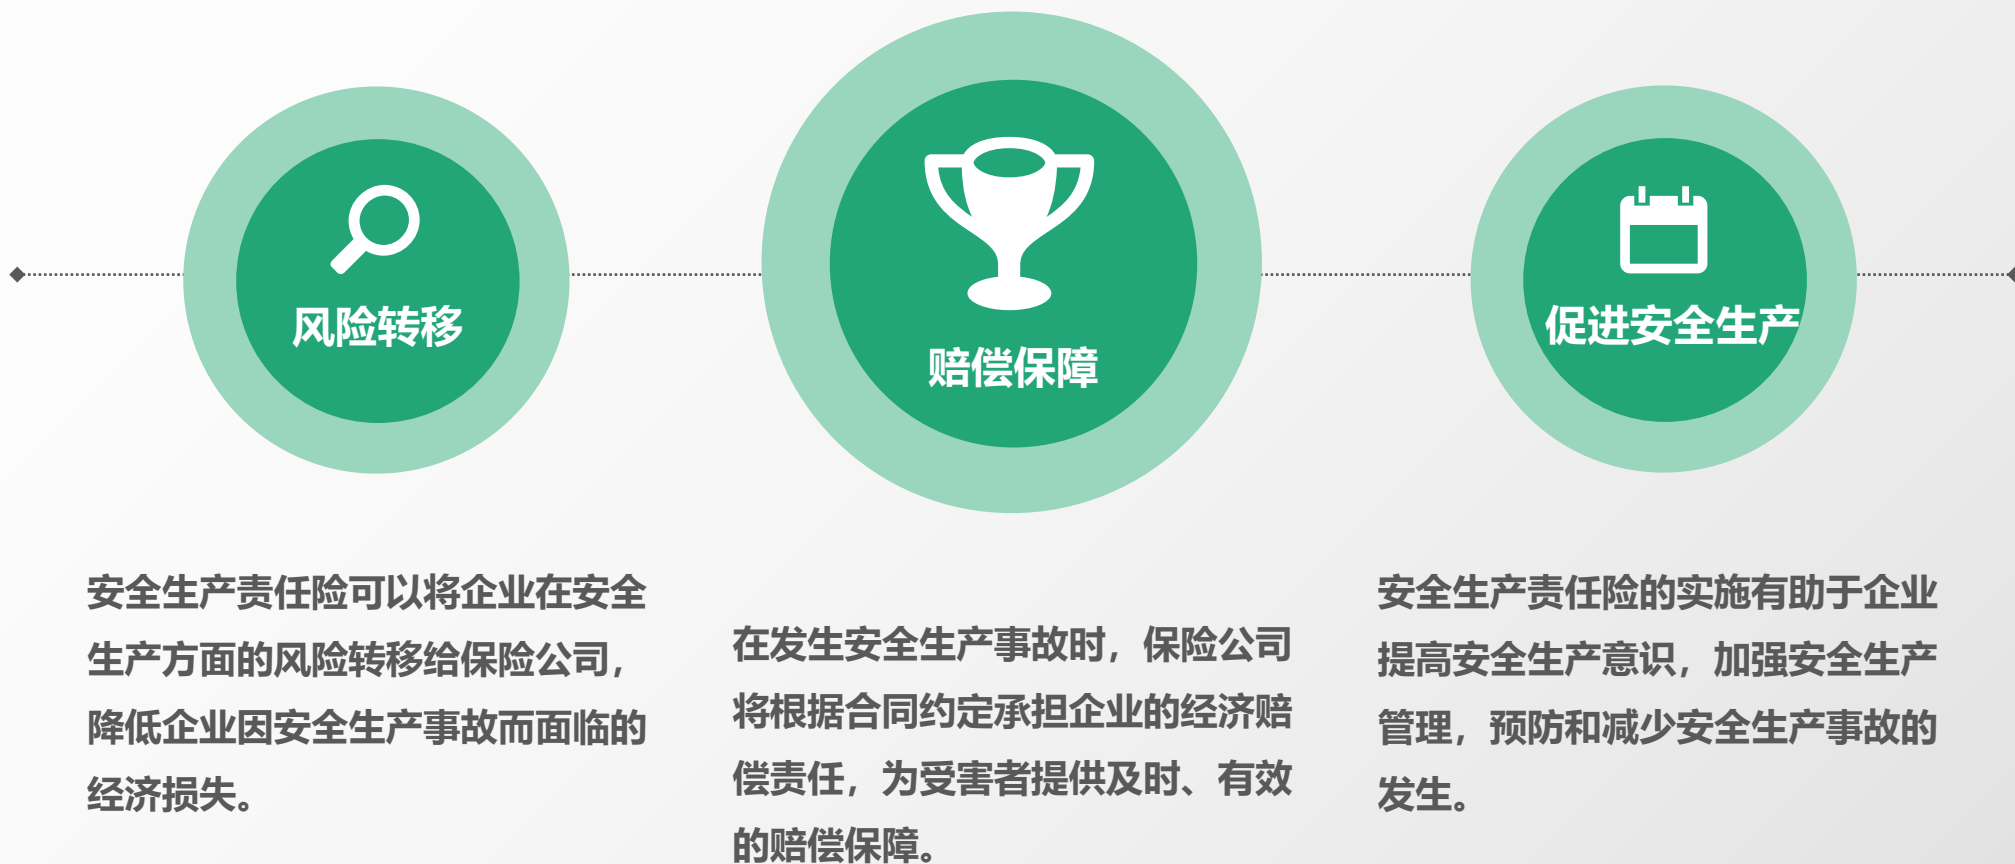 风险转移
赔偿保障
促进安全生产
安全生产责任险可以将企业在安全
生产方面的风险转移给保险公司，
降低企业因安全生产事故而面临的
经济损失。
在发生安全生产事故时，保险公司
将根据合同约定承担企业的经济赔
偿责任，为受害者提供及时、有效
的赔偿保障。
安全生产责任险的实施有助于企业
提高安全生产意识，加强安全生产
管理，预防和减少安全生产事故的
发生。